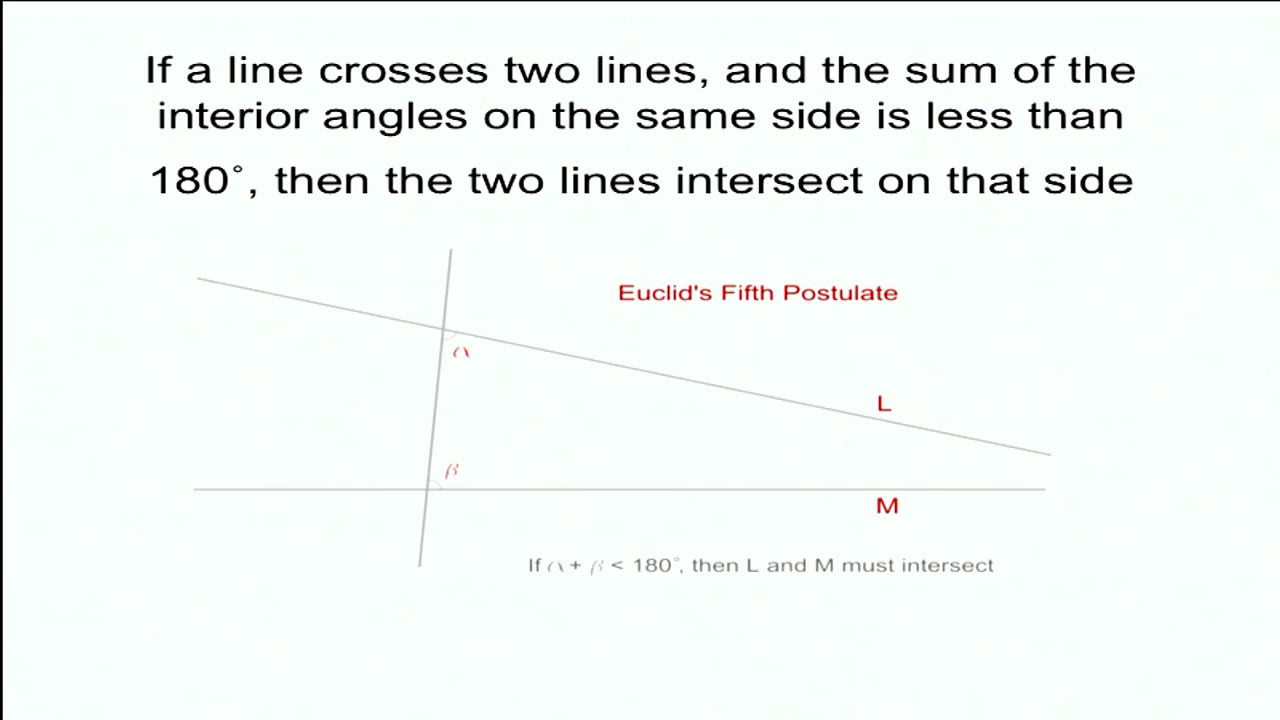 If a line crosses two lines, and the sum of the
interior angles on the same side is less than
180°, then the two lines intersect on that side
Euclid's Fifth Postulate
α
L
β
M
If α + β < 180°, then L and M must intersect